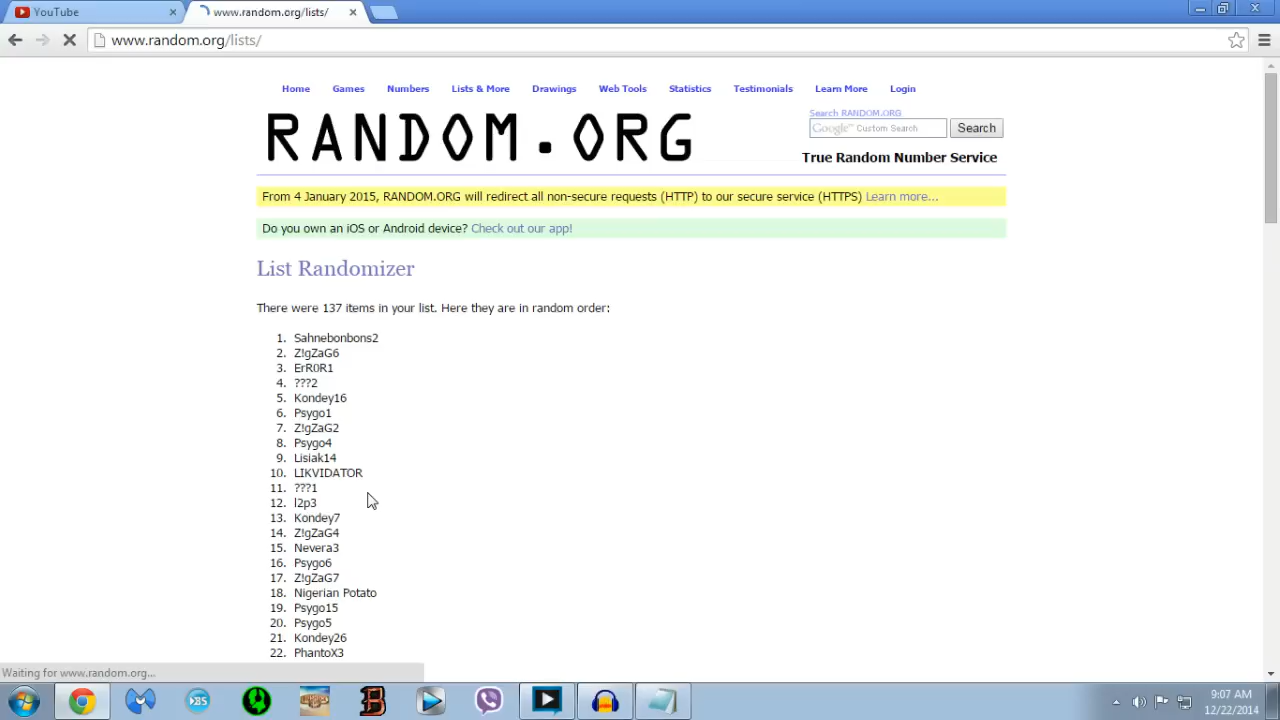 YouTube
www.random.org/lists/
www.random.org/lists/
Home Games Numbers Lists & More Drawings Web Tools Statistics Testimonials Learn More Login
Search RANDOM.ORG
RANDOM.ORG
Google™ Custom Search Search
True Random Number Service
From 4 January 2015, RANDOM.ORG will redirect all non-secure requests (HTTP) to our secure service (HTTPS) Learn more...
Do you own an iOS or Android device? Check out our app!
List Randomizer
There were 137 items in your list. Here they are in random order:
1. Sahnebonbons2
2. Z!gZaG6
3. ErR0R1
4. ???2
5. Kondey16
6. Psygo1
7. Z!gZaG2
8. Psygo4
9. Lisiak14
10. LIKVIDATOR
11. ???1
12. l2p3
13. Kondey7
14. Z!gZaG4
15. Nevera3
16. Psygo6
17. Z!gZaG7
18. Nigerian Potato
19. Psygo15
20. Psygo5
21. Kondey26
22. PhantoX3
Waiting for www.random.org...
XBS
B
9:07 AM
12/22/2014